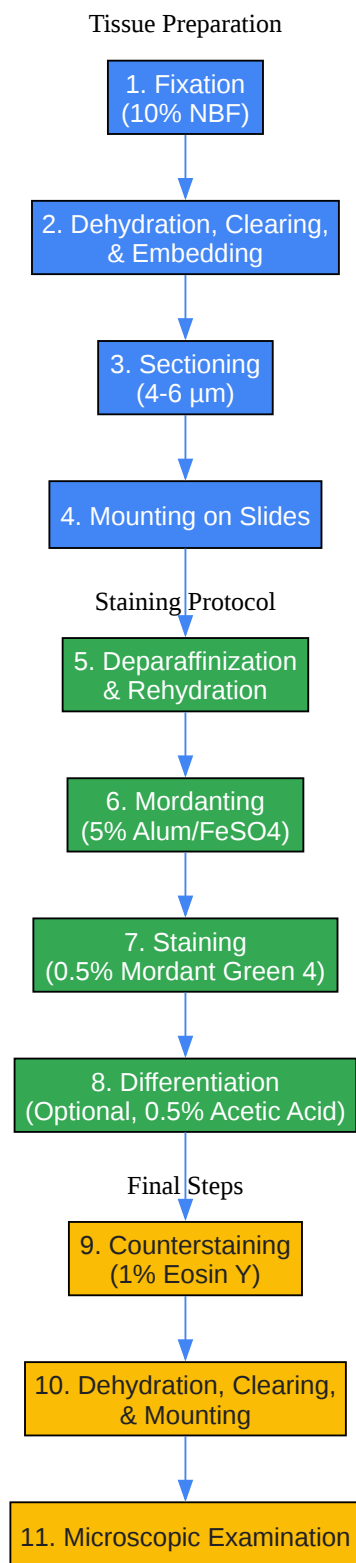 Tissue Preparation
1. Fixation
(10% NBF)
2. Dehydration, Clearing,
& Embedding
3. Sectioning
(4-6 µm)
4. Mounting on Slides
Staining Protocol
5. Deparaffinization
& Rehydration
6. Mordanting
(5% Alum/FeSO4)
7. Staining
(0.5% Mordant Green 4)
8. Differentiation
(Optional, 0.5% Acetic Acid)
Final Steps
9. Counterstaining
(1% Eosin Y)
10. Dehydration, Clearing,
& Mounting
11. Microscopic Examination